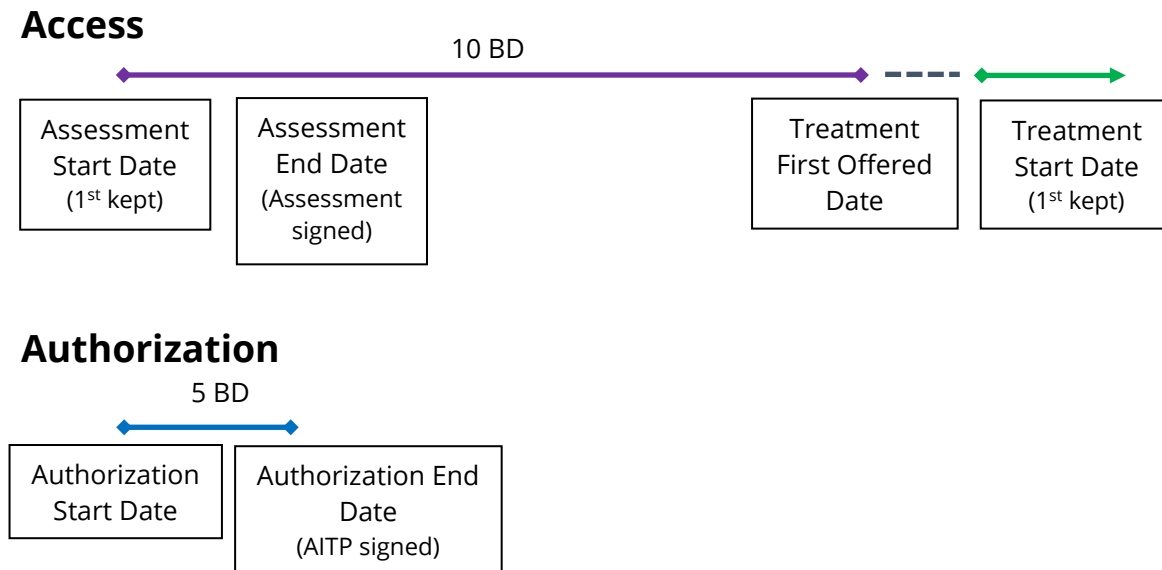 Access
10 BD
Assessment
Start Date
(1st kept)
Assessment
End Date
(Assessment
signed)
Treatment
First Offered
Date
Treatment
Start Date
(1st kept)
Authorization
5 BD
Authorization
Start Date
Authorization End
Date
(AITP signed)